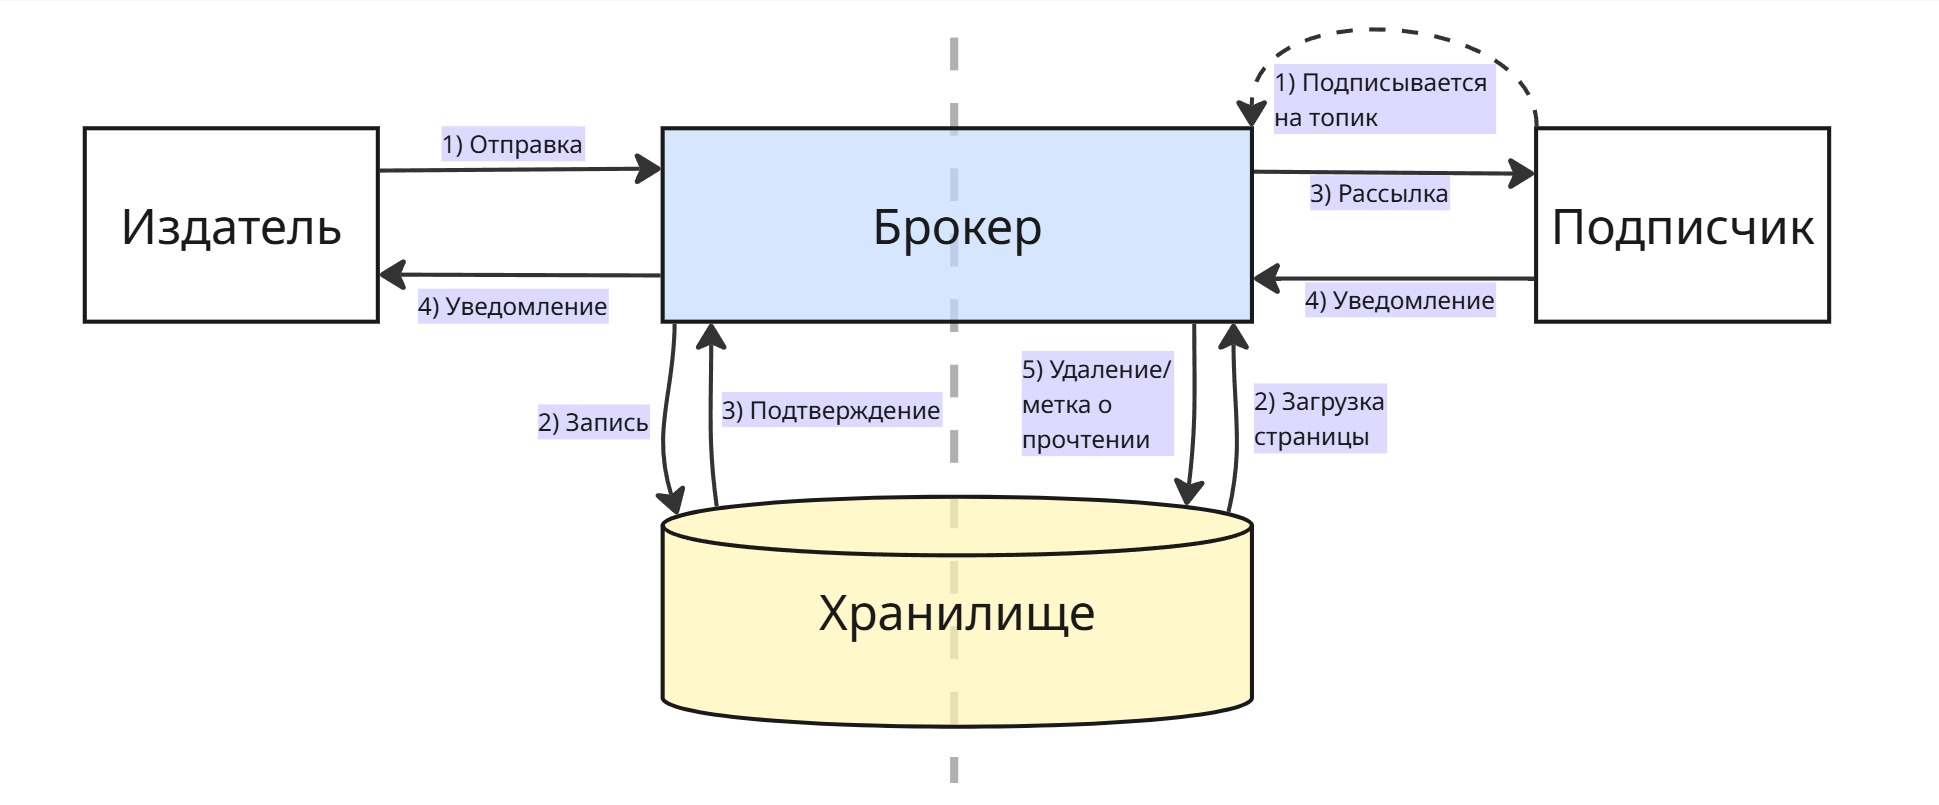 1) Подписывается
на топик
1) Отправка
3) Рассылка
Издатель
Брокер
Подписчик
4) Уведомление
4) Уведомление
5) Удаление/
метка о
прочтении
2) Загрузка
страницы
2) Запись
3) Подтверждение
Хранилище